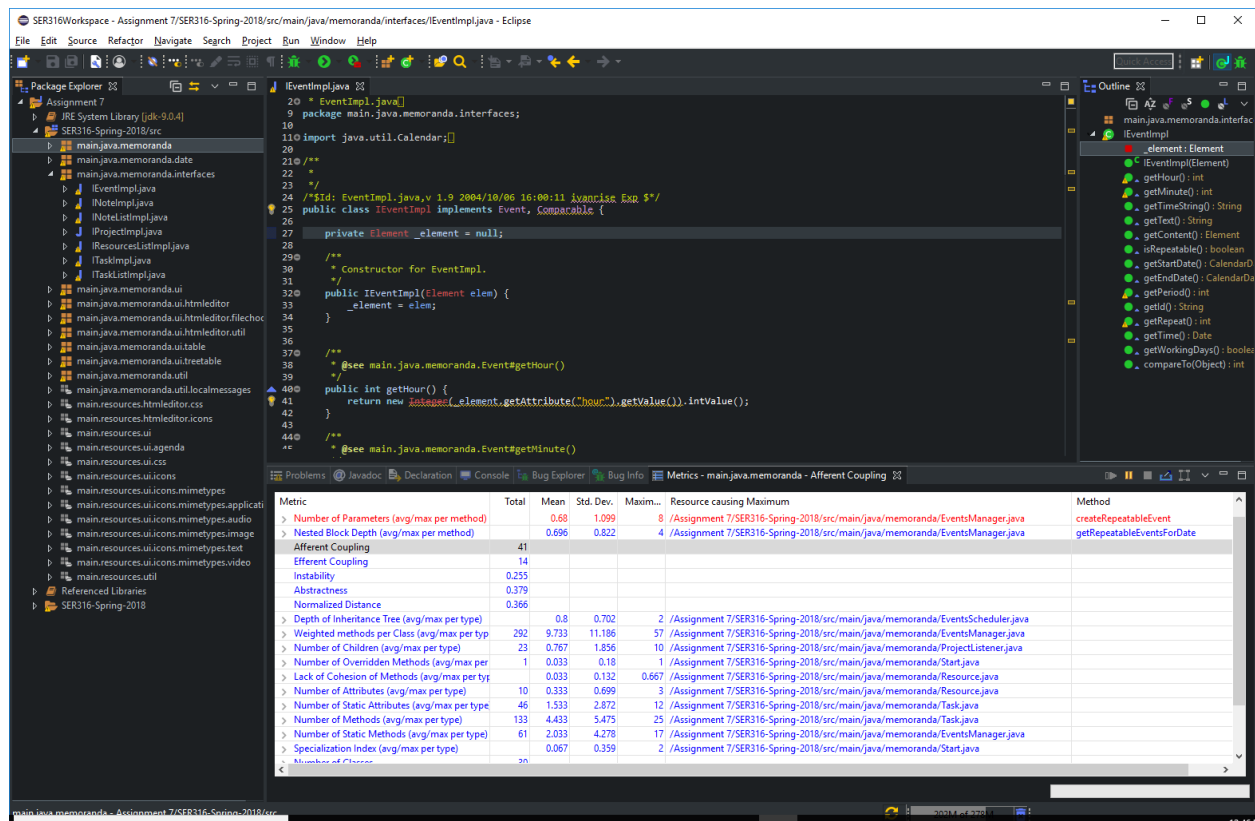 SER316Workspace - Assignment 7/SER316-Spring-2018/src/main/java/memoranda/interfaces/IEventImpl.java - Eclipse
File Edit Source Refactor Navigate Search Project Run Window Help
Quick Access
Package Explorer
Assignment 7
JRE System Library [jdk-9.0.4]
SER316-Spring-2018/src
main.java.memoranda
main.java.memoranda.date
main.java.memoranda.interfaces
IEventImpl.java
INoteImpl.java
INoteListImpl.java
IProjectImpl.java
IResourcesListImpl.java
ITaskImpl.java
ITaskListImpl.java
main.java.memoranda.ui
main.java.memoranda.ui.htmleditor
main.java.memoranda.ui.htmleditor.filechoc
main.java.memoranda.ui.htmleditor.util
main.java.memoranda.ui.table
main.java.memoranda.ui.treetable
main.java.memoranda.util
main.java.memoranda.util.localmessages
main.resources.htmleditor.css
main.resources.htmleditor.icons
main.resources.ui
main.resources.ui.agenda
main.resources.ui.css
main.resources.ui.icons
main.resources.ui.icons.mimetypes
main.resources.ui.icons.mimetypes.applicati
main.resources.ui.icons.mimetypes.audio
main.resources.ui.icons.mimetypes.image
main.resources.ui.icons.mimetypes.text
main.resources.ui.icons.mimetypes.video
main.resources.util
Referenced Libraries
SER316-Spring-2018
IEventImpl.java
2 * EventImpl.java
9 package main.java.memoranda.interfaces;
10
11 import java.util.Calendar;
20
21 /**
22 *
23 */
24 /*$Id: EventImpl.java,v 1.9 2004/10/06 16:00:11 ivanrise Exp $*/
25 public class IEventImpl implements Event, Comparable {
26
27 private Element _element = null;
28
29 /**
30 * Constructor for EventImpl.
31 */
32 public IEventImpl(Element elem) {
33 _element = elem;
34 }
35
36
37 /**
38 * @see main.java.memoranda.Event#getHour()
39 */
40 public int getHour() {
41 return new Integer(_element.getAttribute("hour").getValue()).intValue();
42 }
43
44 /**
45 * @see main.java.memoranda.Event#getMinute()
Outline
main.java.memoranda.interfac
IEventImpl
_element : Element
IEventImpl(Element)
getHour() : int
getMinute() : int
getTimeString() : String
getText() : String
getContent() : Element
isRepeatable() : boolean
getStartDate() : CalendarD
getEndDate() : CalendarDa
getPeriod() : int
getId() : String
getRepeat() : int
getTime() : Date
getWorkingDays() : boolea
compareTo(Object) : int
Problems @ Javadoc Declaration Console Bug Explorer Bug Info Metrics - main.java.memoranda - Afferent Coupling
Metric Total Mean Std. Dev. Maxim... Resource causing Maximum Method
Number of Parameters (avg/max per method) 0.68 1.099 8 /Assignment 7/SER316-Spring-2018/src/main/java/memoranda/EventsManager.java createRepeatableEvent
Nested Block Depth (avg/max per method) 0.696 0.822 4 /Assignment 7/SER316-Spring-2018/src/main/java/memoranda/EventsManager.java getRepeatableEventsForDate
Afferent Coupling 41
Efferent Coupling 14
Instability 0.255
Abstractness 0.379
Normalized Distance 0.366
Depth of Inheritance Tree (avg/max per type) 0.8 0.702 2 /Assignment 7/SER316-Spring-2018/src/main/java/memoranda/EventsScheduler.java
Weighted methods per Class (avg/max per typ 292 9.733 11.186 57 /Assignment 7/SER316-Spring-2018/src/main/java/memoranda/EventsManager.java
Number of Children (avg/max per type) 23 0.767 1.856 10 /Assignment 7/SER316-Spring-2018/src/main/java/memoranda/ProjectListener.java
Number of Overridden Methods (avg/max per 1 0.033 0.18 1 /Assignment 7/SER316-Spring-2018/src/main/java/memoranda/Start.java
Lack of Cohesion of Methods (avg/max per typ 0.033 0.132 0.667 /Assignment 7/SER316-Spring-2018/src/main/java/memoranda/Resource.java
Number of Attributes (avg/max per type) 10 0.333 0.699 3 /Assignment 7/SER316-Spring-2018/src/main/java/memoranda/Resource.java
Number of Static Attributes (avg/max per type 46 1.533 2.872 12 /Assignment 7/SER316-Spring-2018/src/main/java/memoranda/Task.java
Number of Methods (avg/max per type) 133 4.433 5.475 25 /Assignment 7/SER316-Spring-2018/src/main/java/memoranda/Task.java
Number of Static Methods (avg/max per type) 61 2.033 4.278 17 /Assignment 7/SER316-Spring-2018/src/main/java/memoranda/EventsManager.java
Specialization Index (avg/max per type) 0.067 0.359 2 /Assignment 7/SER316-Spring-2018/src/main/java/memoranda/Start.java
Number of Classes 30
main.java.memoranda - Assignment 7/SER316-Spring-2018/src